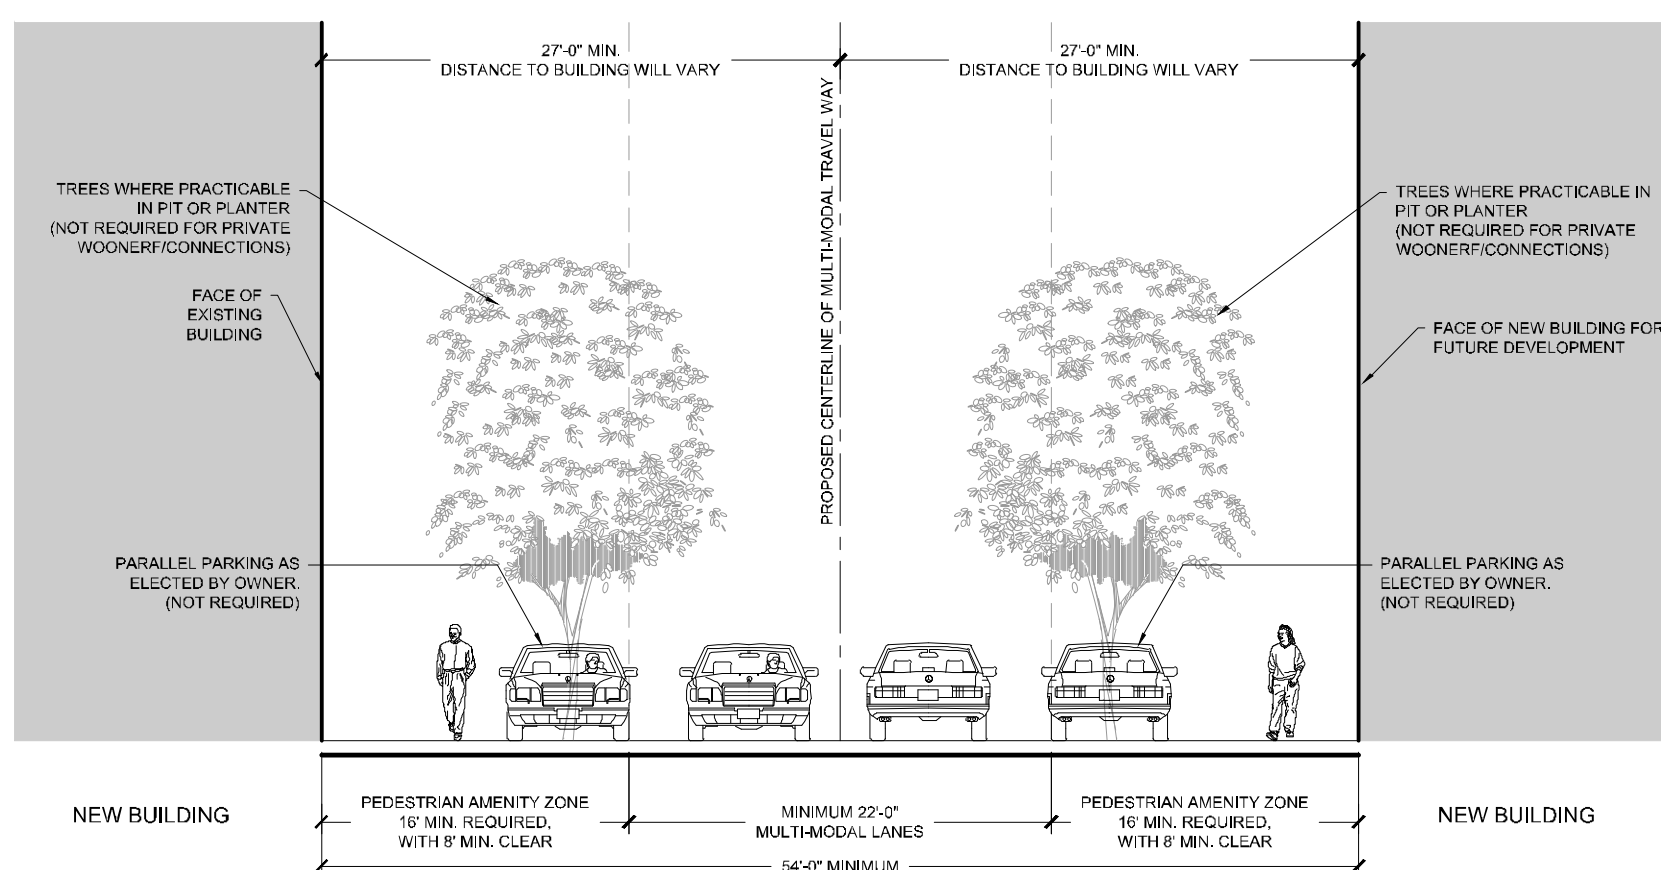 27'-0" MIN.
DISTANCE TO BUILDING WILL VARY
27'-0" MIN.
DISTANCE TO BUILDING WILL VARY
PROPOSED CENTERLINE OF MULTI-MODAL TRAVEL WAY
TREES WHERE PRACTICABLE
IN PIT OR PLANTER
(NOT REQUIRED FOR PRIVATE
WOONERF/CONNECTIONS)
TREES WHERE PRACTICABLE IN
PIT OR PLANTER
(NOT REQUIRED FOR PRIVATE
WOONERF/CONNECTIONS)
FACE OF
EXISTING
BUILDING
FACE OF NEW BUILDING FOR
FUTURE DEVELOPMENT
PARALLEL PARKING AS
ELECTED BY OWNER.
(NOT REQUIRED)
PARALLEL PARKING AS
ELECTED BY OWNER.
(NOT REQUIRED)
NEW BUILDING
PEDESTRIAN AMENITY ZONE
16' MIN. REQUIRED,
WITH 8' MIN. CLEAR
MINIMUM 22'-0"
MULTI-MODAL LANES
PEDESTRIAN AMENITY ZONE
16' MIN. REQUIRED,
WITH 8' MIN. CLEAR
NEW BUILDING
54'-0" MINIMUM